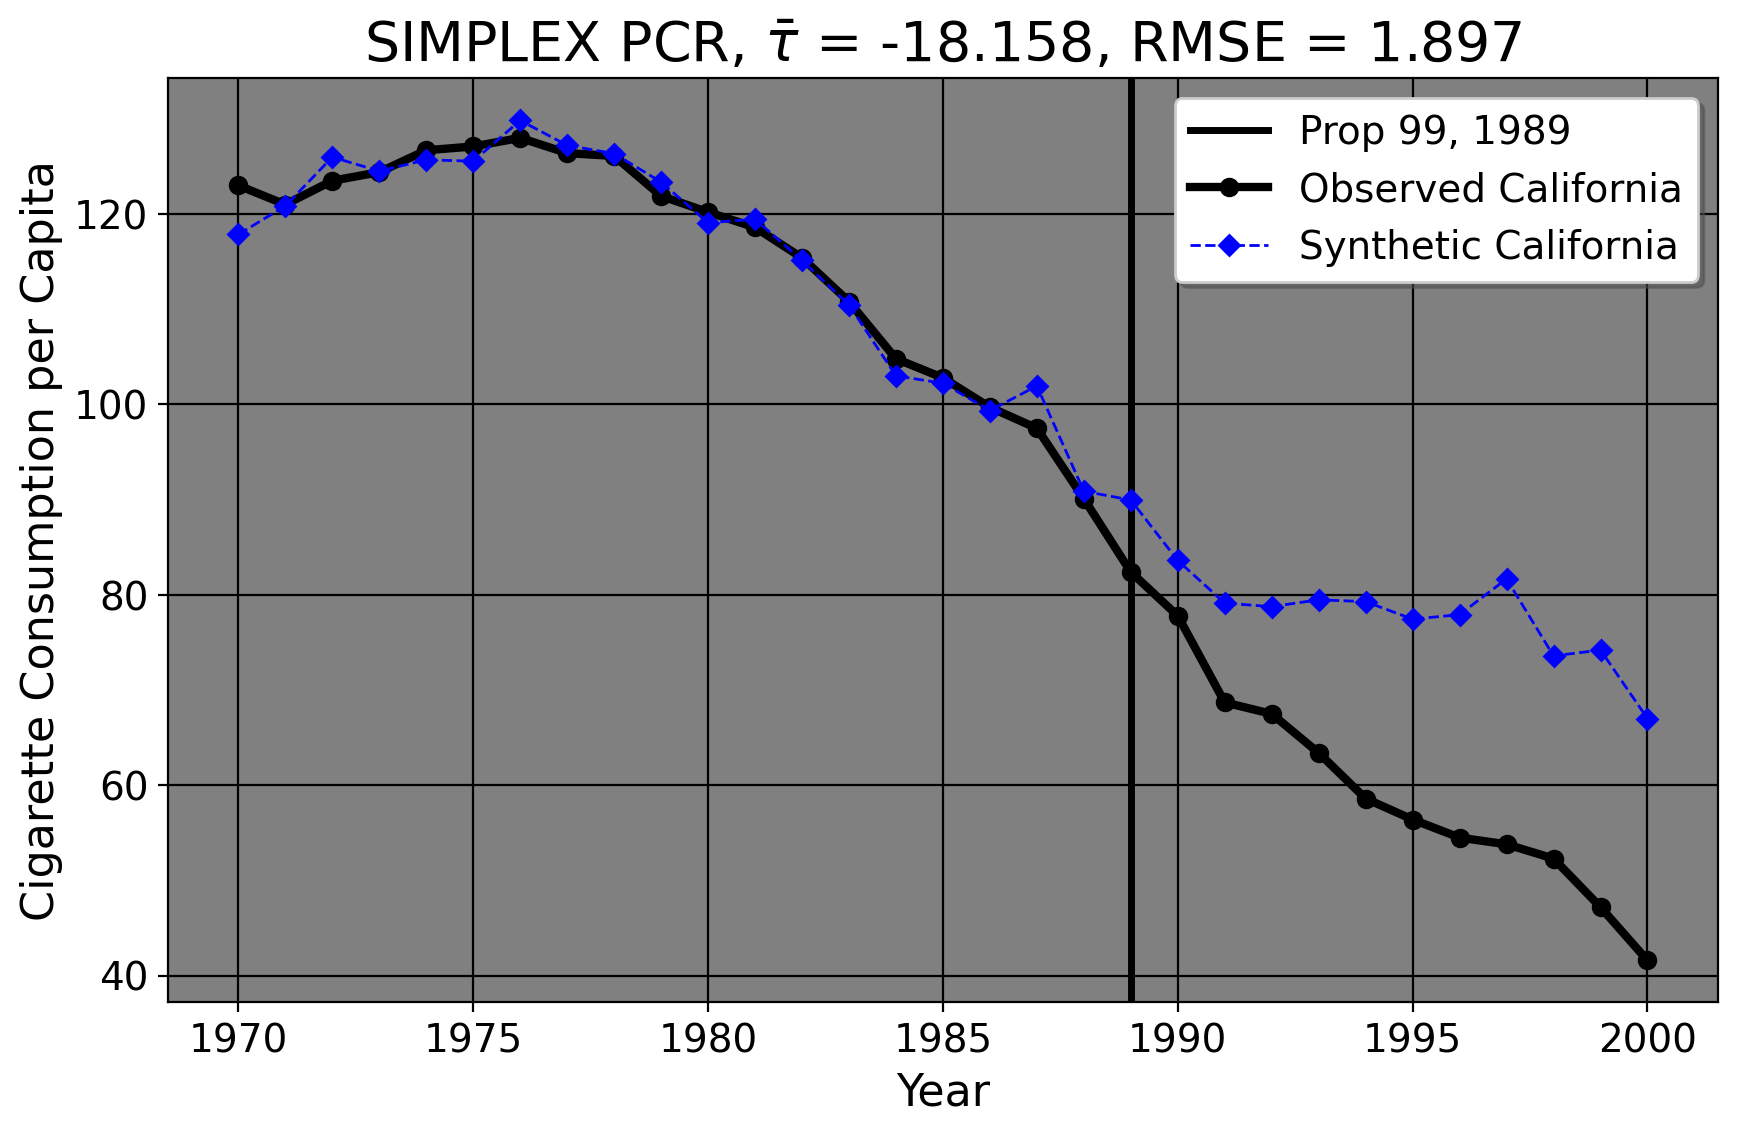 SIMPLEX PCR, τ̄ = -18.158, RMSE = 1.897
Prop 99, 1989
Observed California
Synthetic California
Cigarette Consumption per Capita
120
100
80
60
40
1970 1975 1980 1985 1990 1995 2000
Year